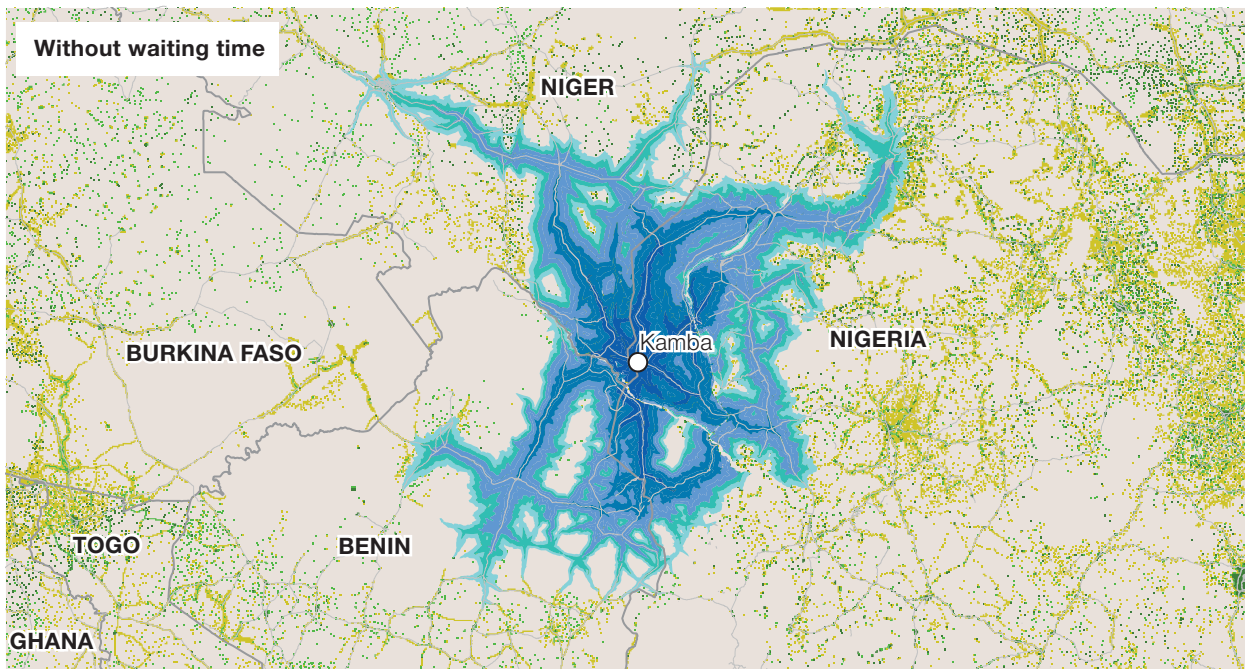 Without waiting time
NIGER
Kamba
NIGERIA
BURKINA FASO
TOGO
BENIN
GHANA